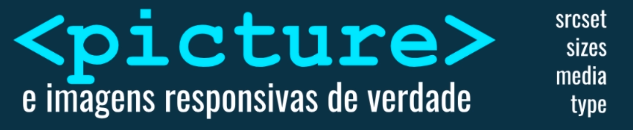 <picture>
e imagens responsivas de verdade
srcset
sizes
media
type